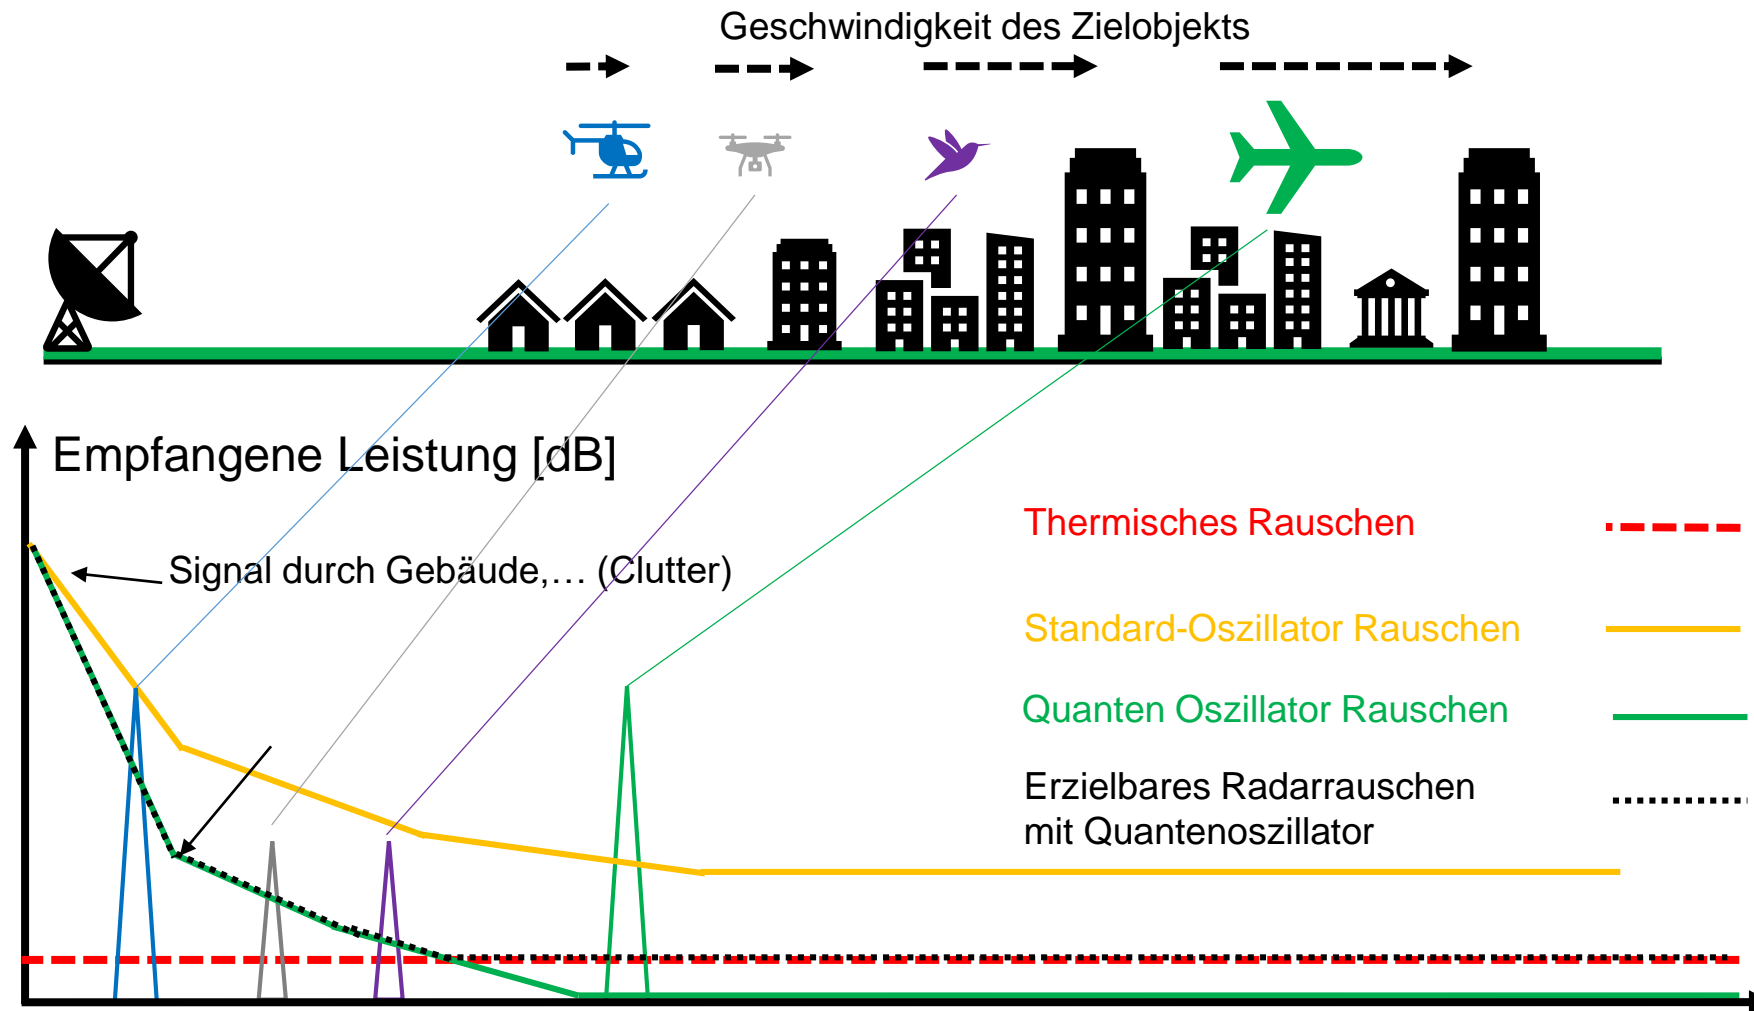 Geschwindigkeit des Zielobjekts
Empfangene Leistung [dB]
Signal durch Gebäude,… (Clutter)
Thermisches Rauschen
Standard-Oszillator Rauschen
Quanten Oszillator Rauschen
Erzielbares Radarrauschen
mit Quantenoszillator